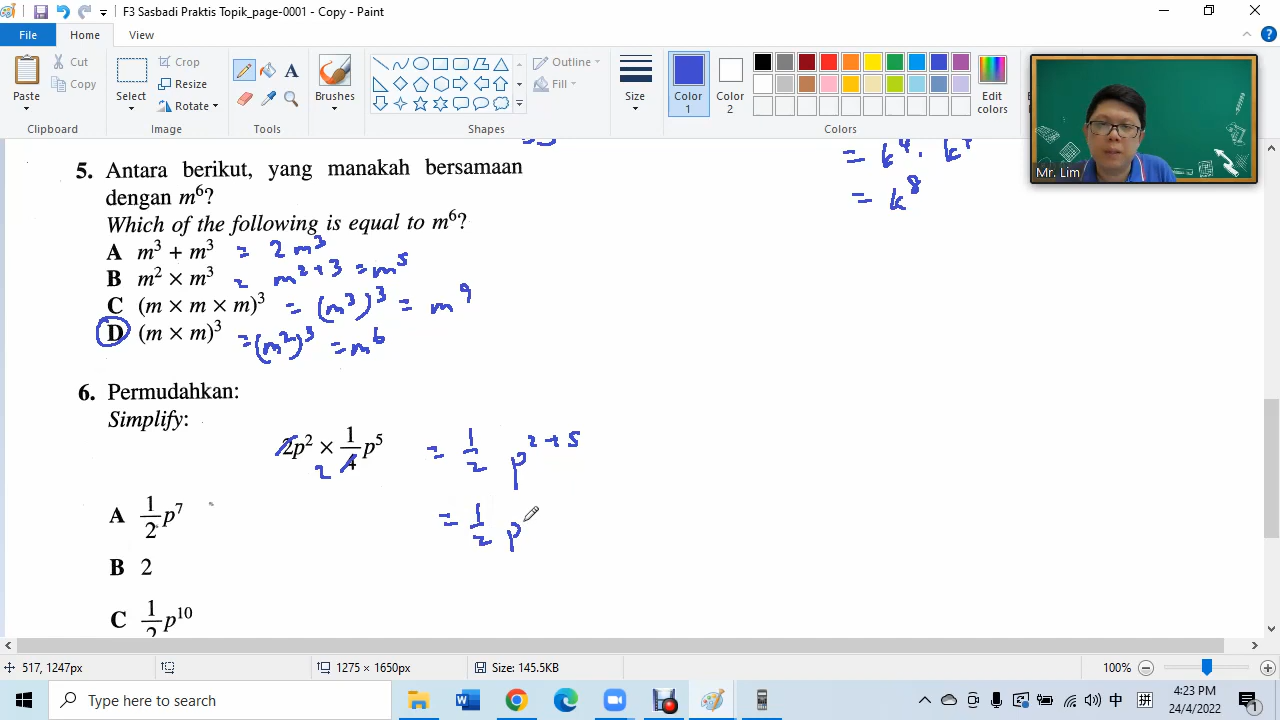 F3 Sasbadi Praktis Topik_page-0001 - Copy - Paint
File Home View
Paste Cut Copy Clipboard
Select Crop Resize Rotate Image
Tools
Brushes
Outline Fill Shapes
Size
Color 1 Color 2 Edit colors Colors
Mr. Lim
= k⁴ · k⁴
= k⁸
5. Antara berikut, yang manakah bersamaan
dengan m⁶?
Which of the following is equal to m⁶?
A m³ + m³ = 2m³
B m² × m³ = m²⁺³ = m⁵
C (m × m × m)³ = (m³)³ = m⁹
D (m × m)³ = (m²)³ = m⁶
6. Permudahkan:
Simplify:
2p² × 1/4 p⁵ = 1/2 p²⁺⁵
2
= 1/2 p
A 1/2 p⁷
B 2
C 1/2 p¹⁰
517, 1247px 1275 × 1650px Size: 145.5KB 100%
Type here to search
中 拼 4:23 PM
24/4/2022 1